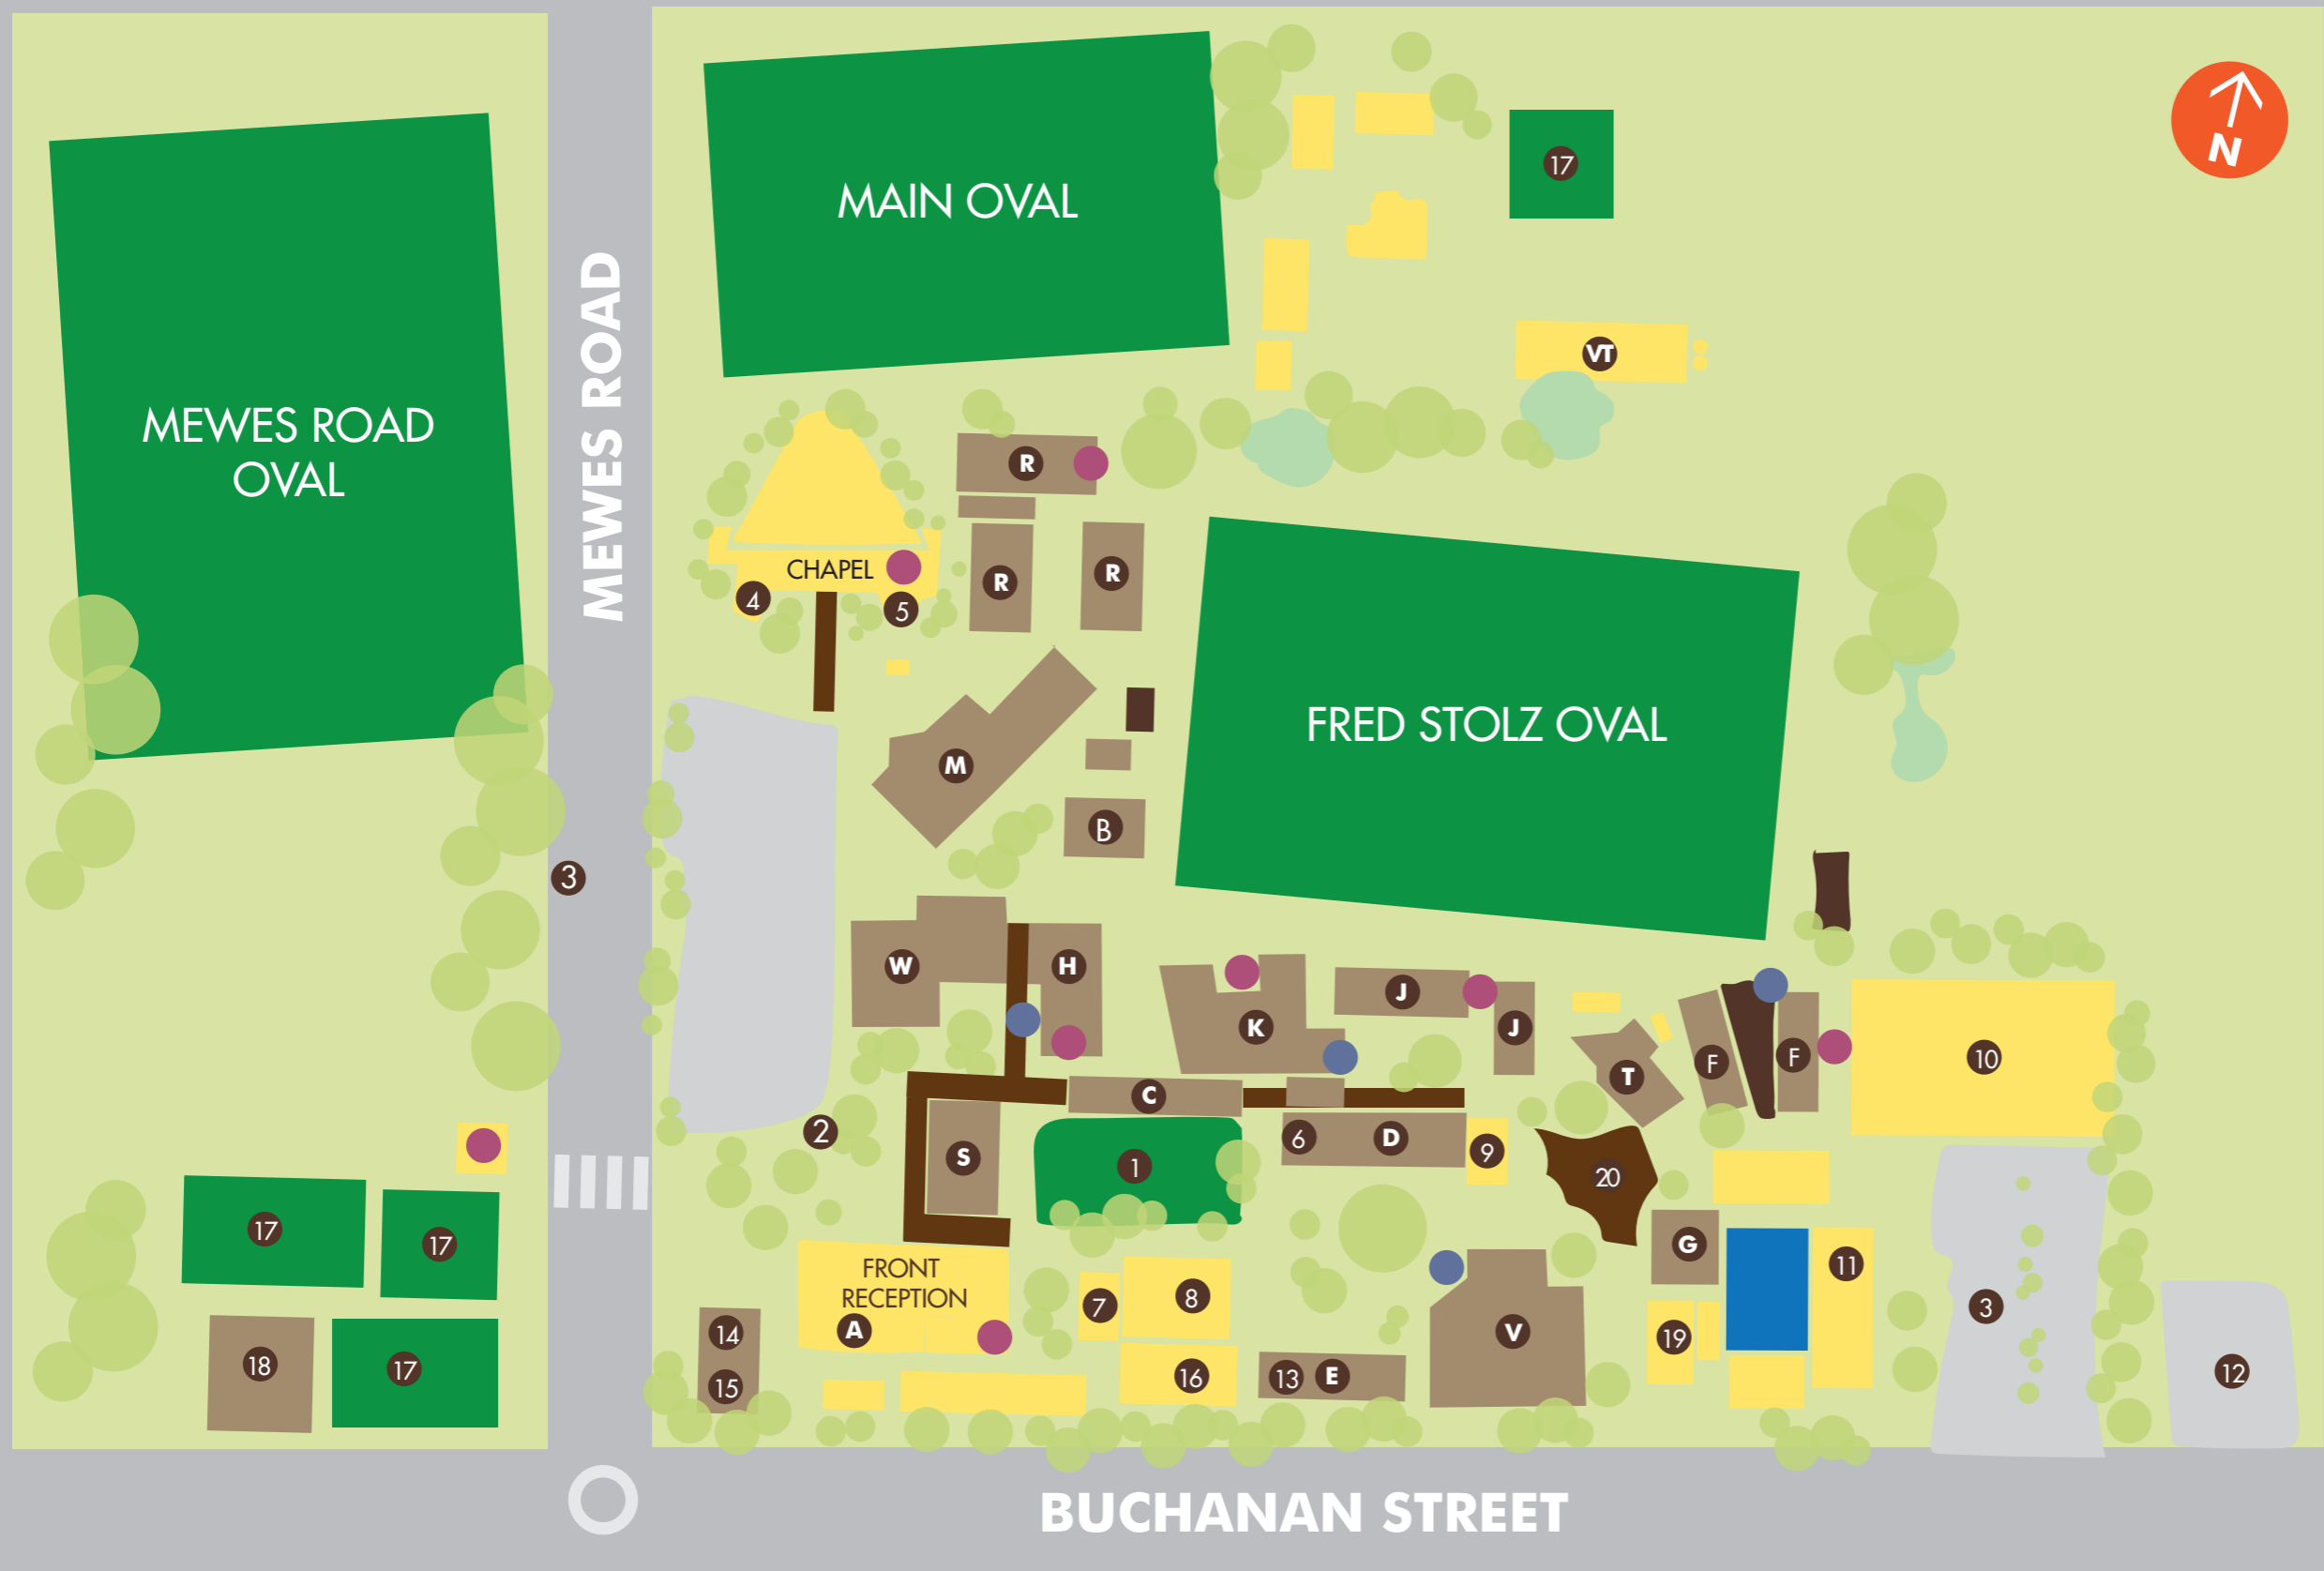 MAIN OVAL
17
N
MEWES ROAD
OVAL
MEWES ROAD
VT
R
CHAPEL
4
5
R
R
FRED STOLZ OVAL
M
B
3
W
H
K
J
J
T
F
F
10
C
2
S
1
6
D
9
20
17
17
FRONT
RECEPTION
A
7
8
G
11
3
14
15
18
17
16
13
E
V
19
12
BUCHANAN STREET